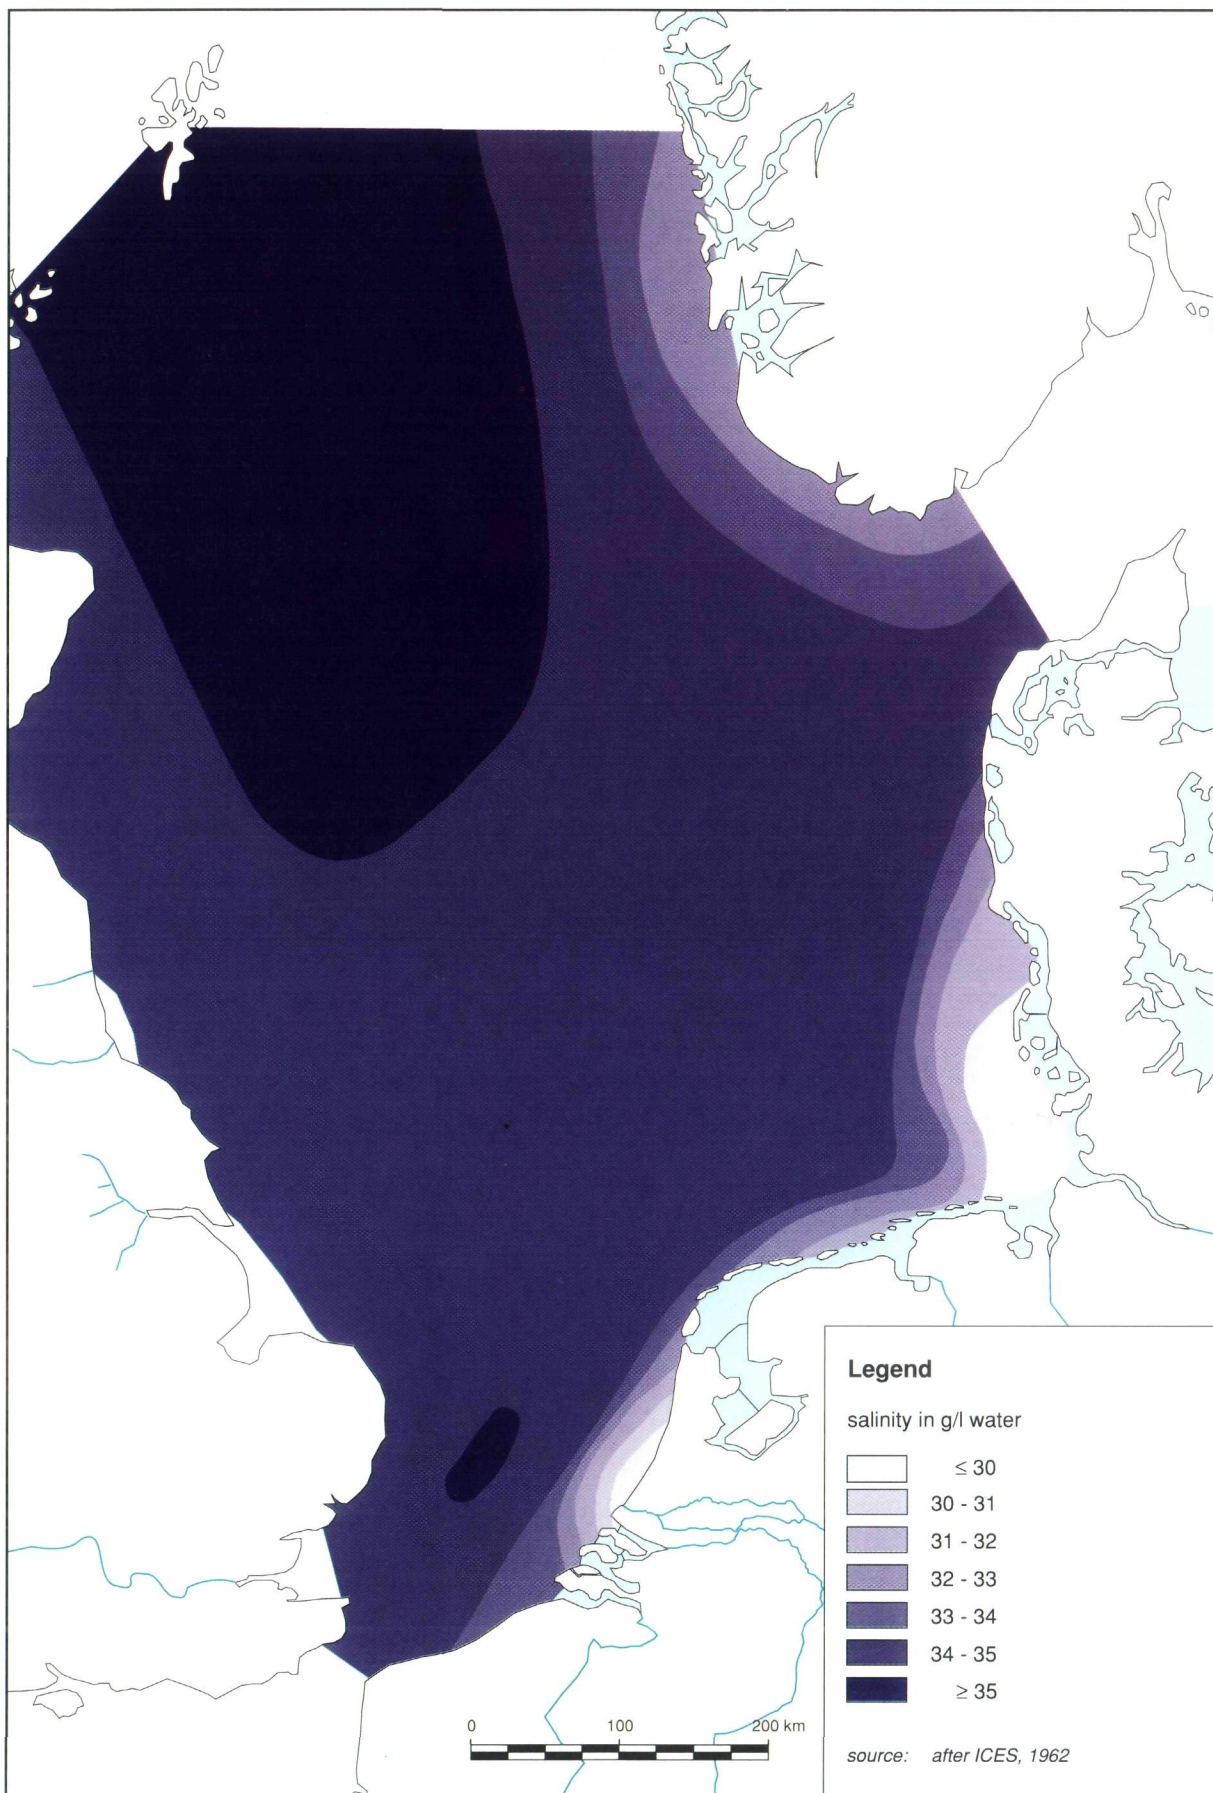 Legend
salinity in g/l water
≤ 30
30 - 31
31 - 32
32 - 33
33 - 34
34 - 35
≥ 35
0 100 200 km
source: after ICES, 1962